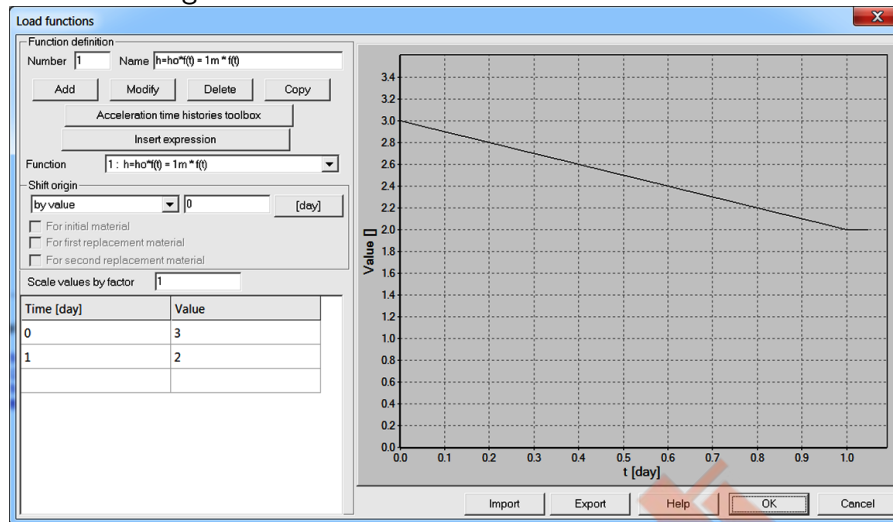 Load functions
Function definition
Number 1 Name h=ho*f(t) = 1m * f(t)
Add Modify Delete Copy
Acceleration time histories toolbox
Insert expression
Function 1 : h=ho*f(t) = 1m * f(t)
Shift origin
by value 0 [day]
For initial material
For first replacement material
For second replacement material
Scale values by factor 1
Time [day] Value
0 3
1 2
Value []
3.4
3.2
3.0
2.8
2.6
2.4
2.2
2.0
1.8
1.6
1.4
1.2
1.0
0.8
0.6
0.4
0.2
0.0
0.0 0.1 0.2 0.3 0.4 0.5 0.6 0.7 0.8 0.9 1.0
t [day]
Import Export Help OK Cancel